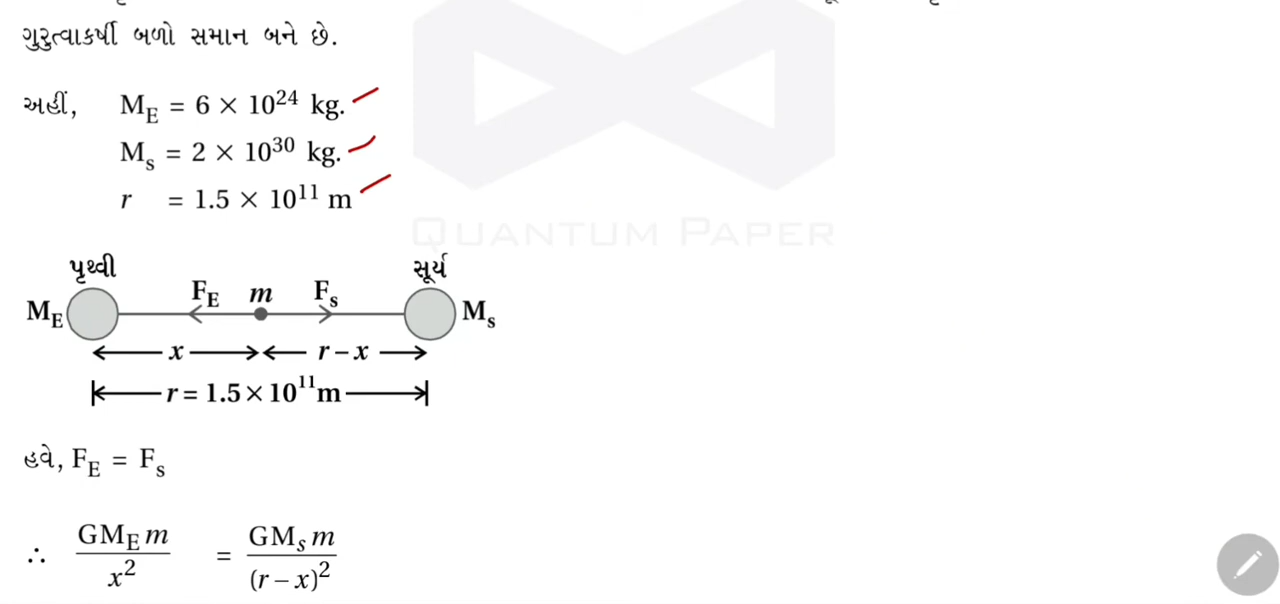 ગુરુત્વાકર્ષી બળો સમાન બને છે.
અહીં, M_E = 6 × 10^24 kg.
M_s = 2 × 10^30 kg.
r = 1.5 × 10^11 m
QUANTUM PAPER
પૃથ્વી સૂર્ય
M_E F_E m F_s M_s
x r – x
r = 1.5 × 10^11 m
હવે, F_E = F_s
∴ GM_E m / x^2 = GM_s m / (r – x)^2